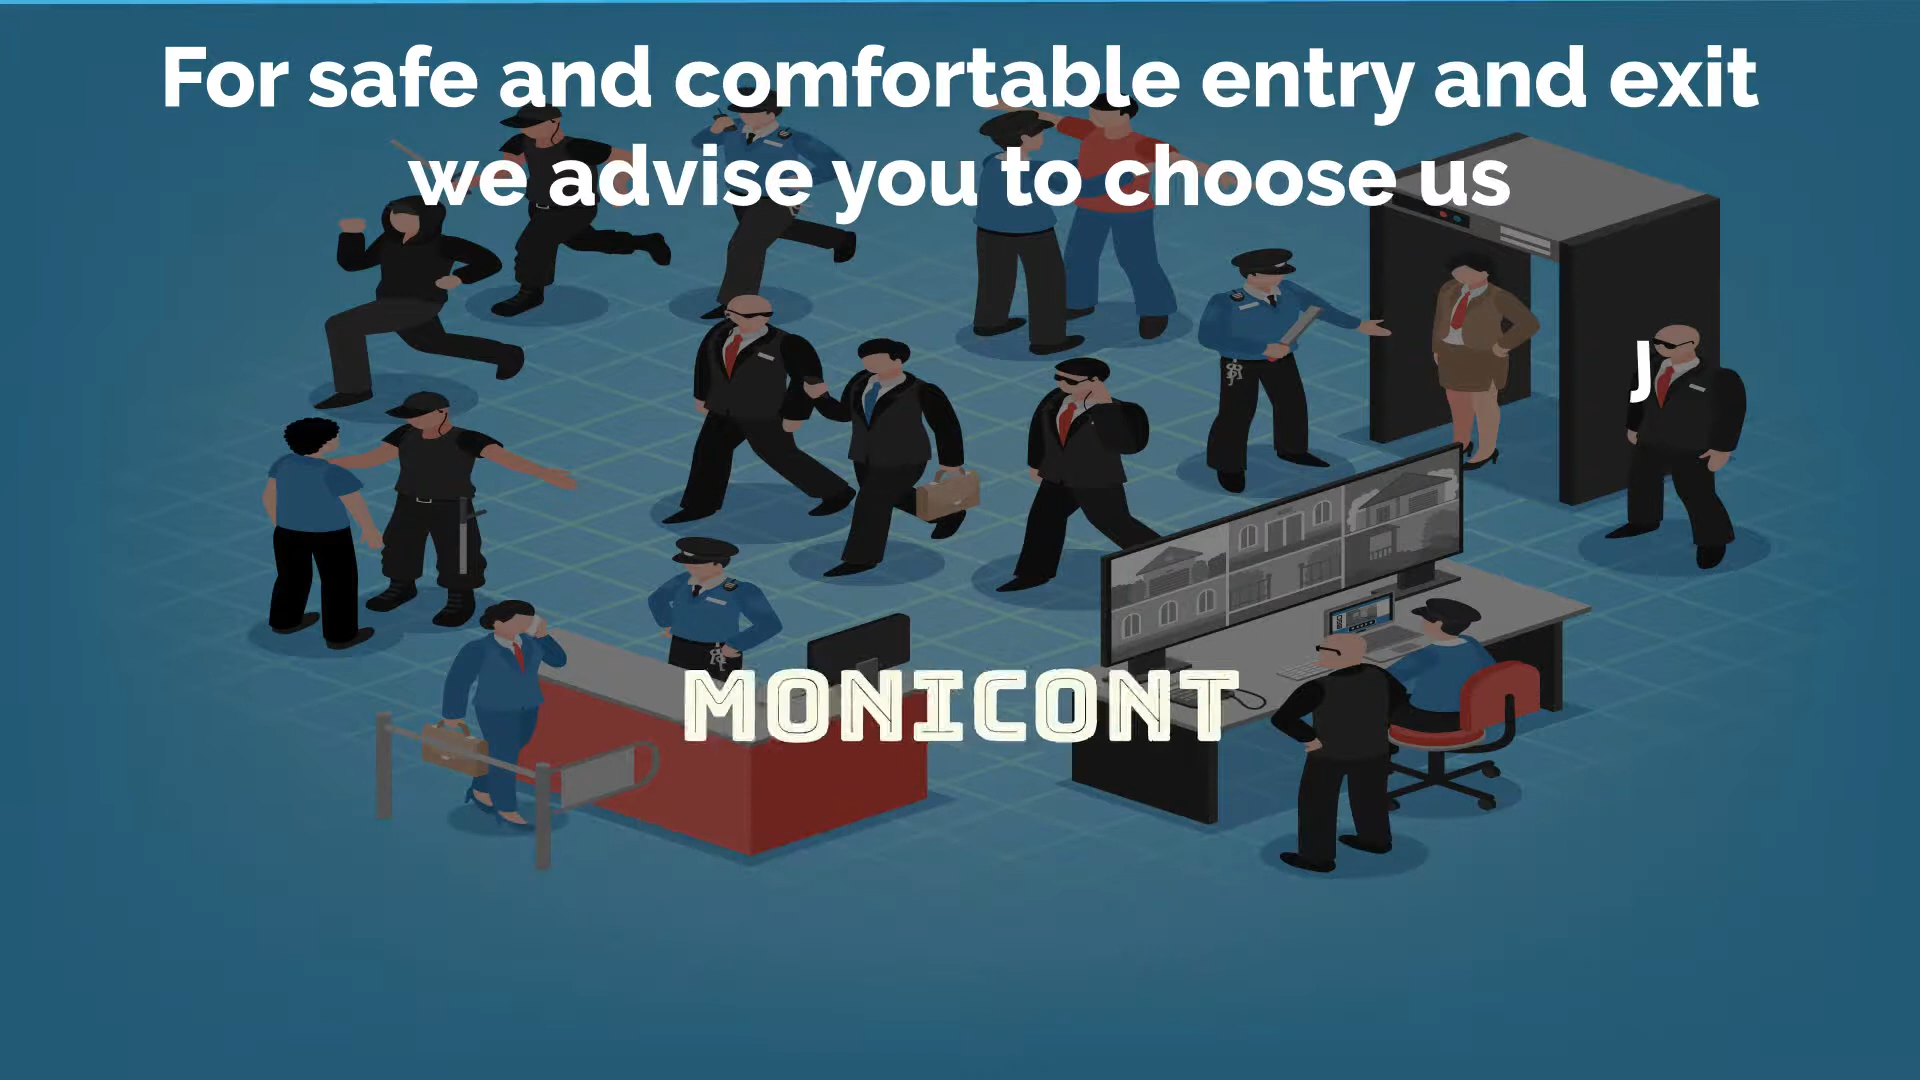 For safe and comfortable entry and exit
we advise you to choose us
J
MONICONT